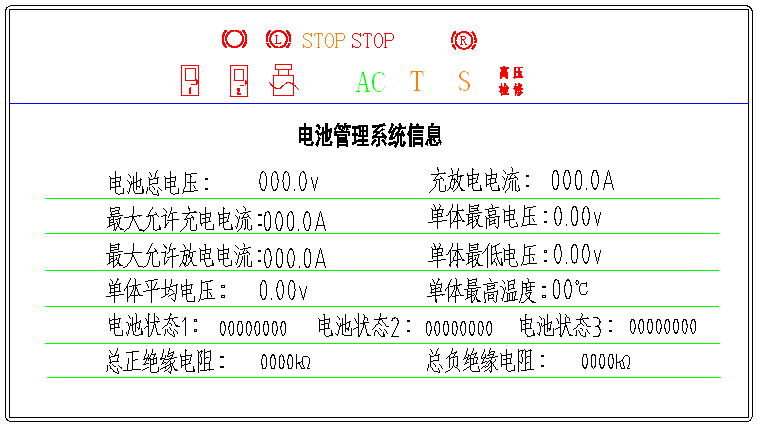 L STOP STOP R
1 2 AC T S 高压
检修
电池管理系统信息
电池总电压: 000.0v 充放电电流: 000.0A
最大允许充电电流:000.0A 单体最高电压:0.00v
最大允许放电电流:000.0A 单体最低电压:0.00v
单体平均电压: 0.00v 单体最高温度:00℃
电池状态1: 00000000 电池状态2: 00000000 电池状态3: 00000000
总正绝缘电阻: 0000kΩ 总负绝缘电阻: 0000kΩ